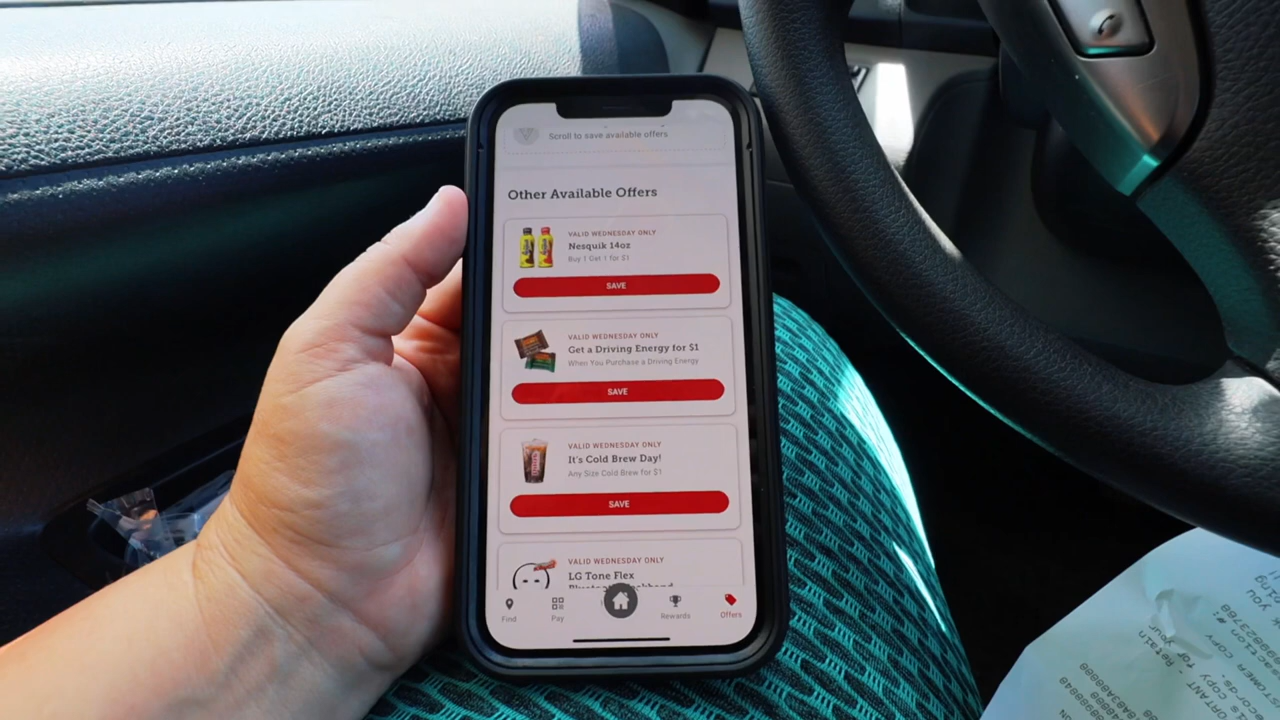 Scroll to save available offers
Other Available Offers
VALID WEDNESDAY ONLY
Nesquik 14oz
Buy 1 Get 1 for $1
SAVE
VALID WEDNESDAY ONLY
Get a Driving Energy for $1
When You Purchase a Driving Energy
SAVE
VALID WEDNESDAY ONLY
It's Cold Brew Day!
Any Size Cold Brew for $1
SAVE
VALID WEDNESDAY ONLY
LG Tone Flex
Find
Pay
Rewards
Offers